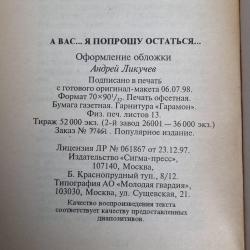 А ВАС... Я ПОПРОШУ ОСТАТЬСЯ...
Оформление обложки
Андрей Ликучев
Подписано в печать
с готового оригинал-макета 06.07.98.
Формат 70×90¹/₃₂. Печать офсетная.
Бумага газетная. Гарнитура «Гарамон».
Физ. печ. листов 13.
Тираж 52 000 экз. (2-й завод 26001 — 36 000 экз.)
Заказ № 77461. Популярное издание.
Лицензия ЛР № 061867 от 23.12.97.
Издательство «Сигма-пресс»,
107140, Москва,
Б. Краснопрудный туп., 8/12.
Типография АО «Молодая гвардия»,
103030, Москва, ул. Сущевская, 21.
Качество воспроизведения текста
соответствует качеству предоставленных
диапозитивов.